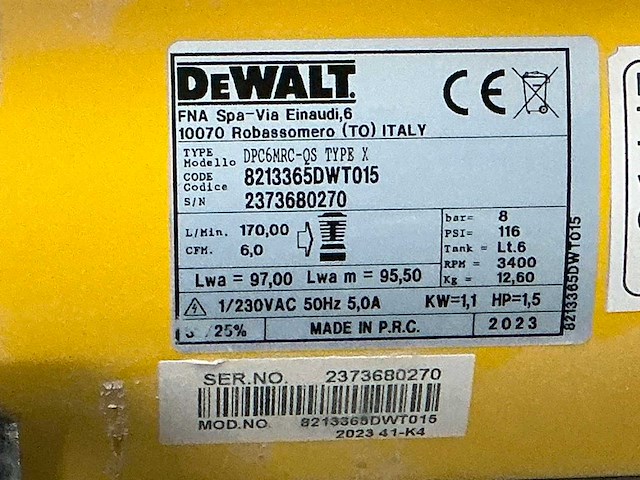 DEWALT.
CE
FNA Spa-Via Einaudi,6
10070 Robassomero (TO) ITALY
TYPE
Modello DPC6MRC-QS TYPE X
CODE
Codice 8213365DWT015
S/N 2373680270
L/Min. 170,00
CFM. 6,0
bar= 8
PSI= 116
Tank = Lt.6
RPM = 3400
Kg = 12,60
Lwa = 97,00 Lwa m = 95,50
1/230VAC 50Hz 5,0A KW=1,1 HP=1,5
/25% MADE IN P.R.C. 2023
8213365DWT015
SER.NO. 2373680270
MOD.NO. 8213365DWT015
2023 41-K4